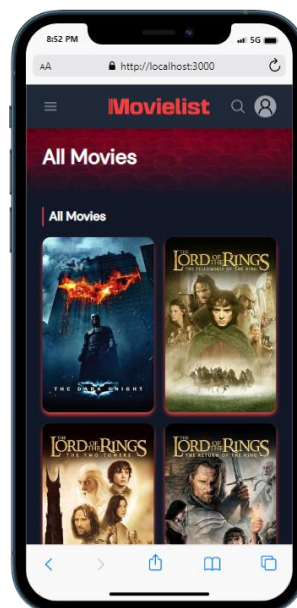 8:52 PM 5G
AA http://localhost:3000
Movielist
All Movies
All Movies
THE DARK KNIGHT
THE
LORD OF THE RINGS
THE FELLOWSHIP OF THE RING
THE
LORD OF THE RINGS
THE TWO TOWERS
THE
LORD OF THE RINGS
THE RETURN OF THE KING